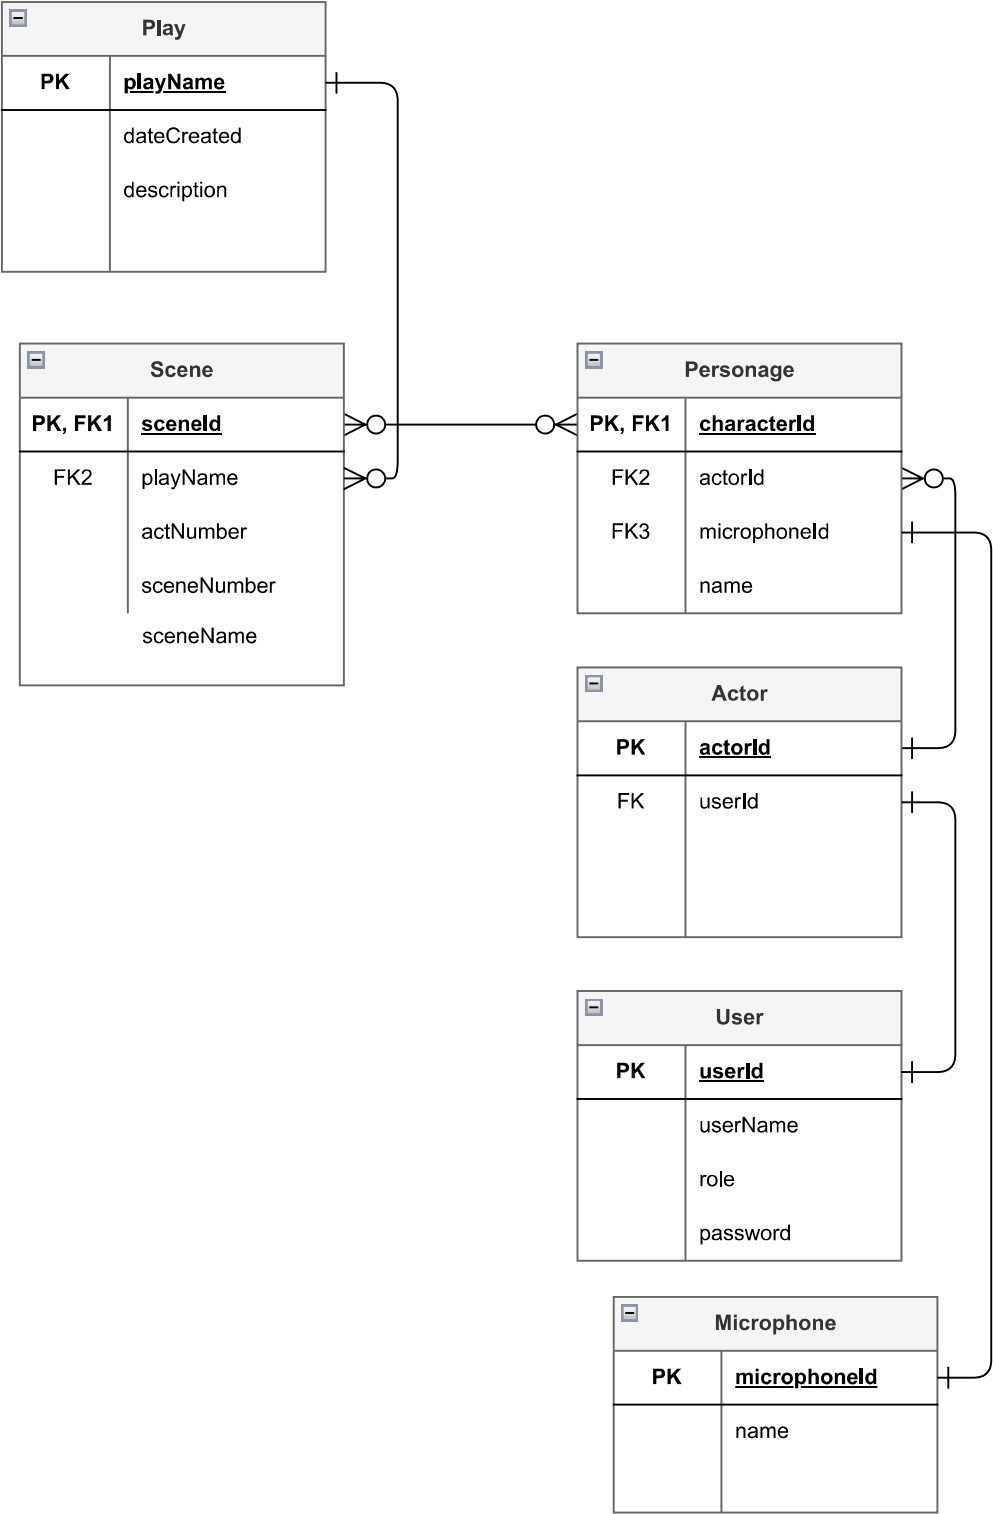 Play
PK playName
dateCreated
description
Scene
PK, FK1 sceneId
FK2 playName
actNumber
sceneNumber
sceneName
Personage
PK, FK1 characterId
FK2 actorId
FK3 microphoneId
name
Actor
PK actorId
FK userId
User
PK userId
userName
role
password
Microphone
PK microphoneId
name